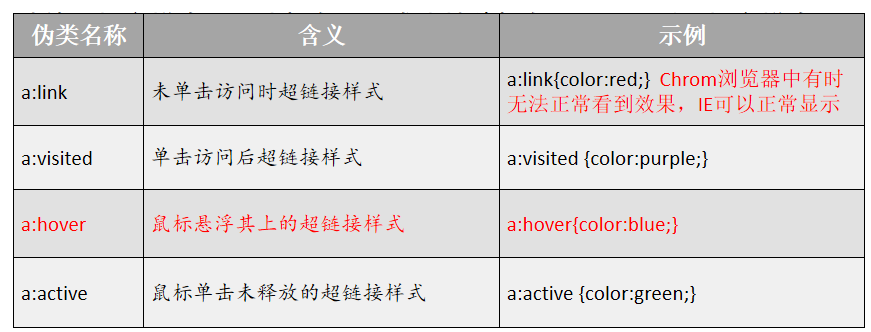 伪类名称 含义 示例
a:link 未单击访问时超链接样式 a:link{color:red;} Chrom浏览器中有时
无法正常看到效果，IE可以正常显示
a:visited 单击访问后超链接样式 a:visited {color:purple;}
a:hover 鼠标悬浮其上的超链接样式 a:hover{color:blue;}
a:active 鼠标单击未释放的超链接样式 a:active {color:green;}